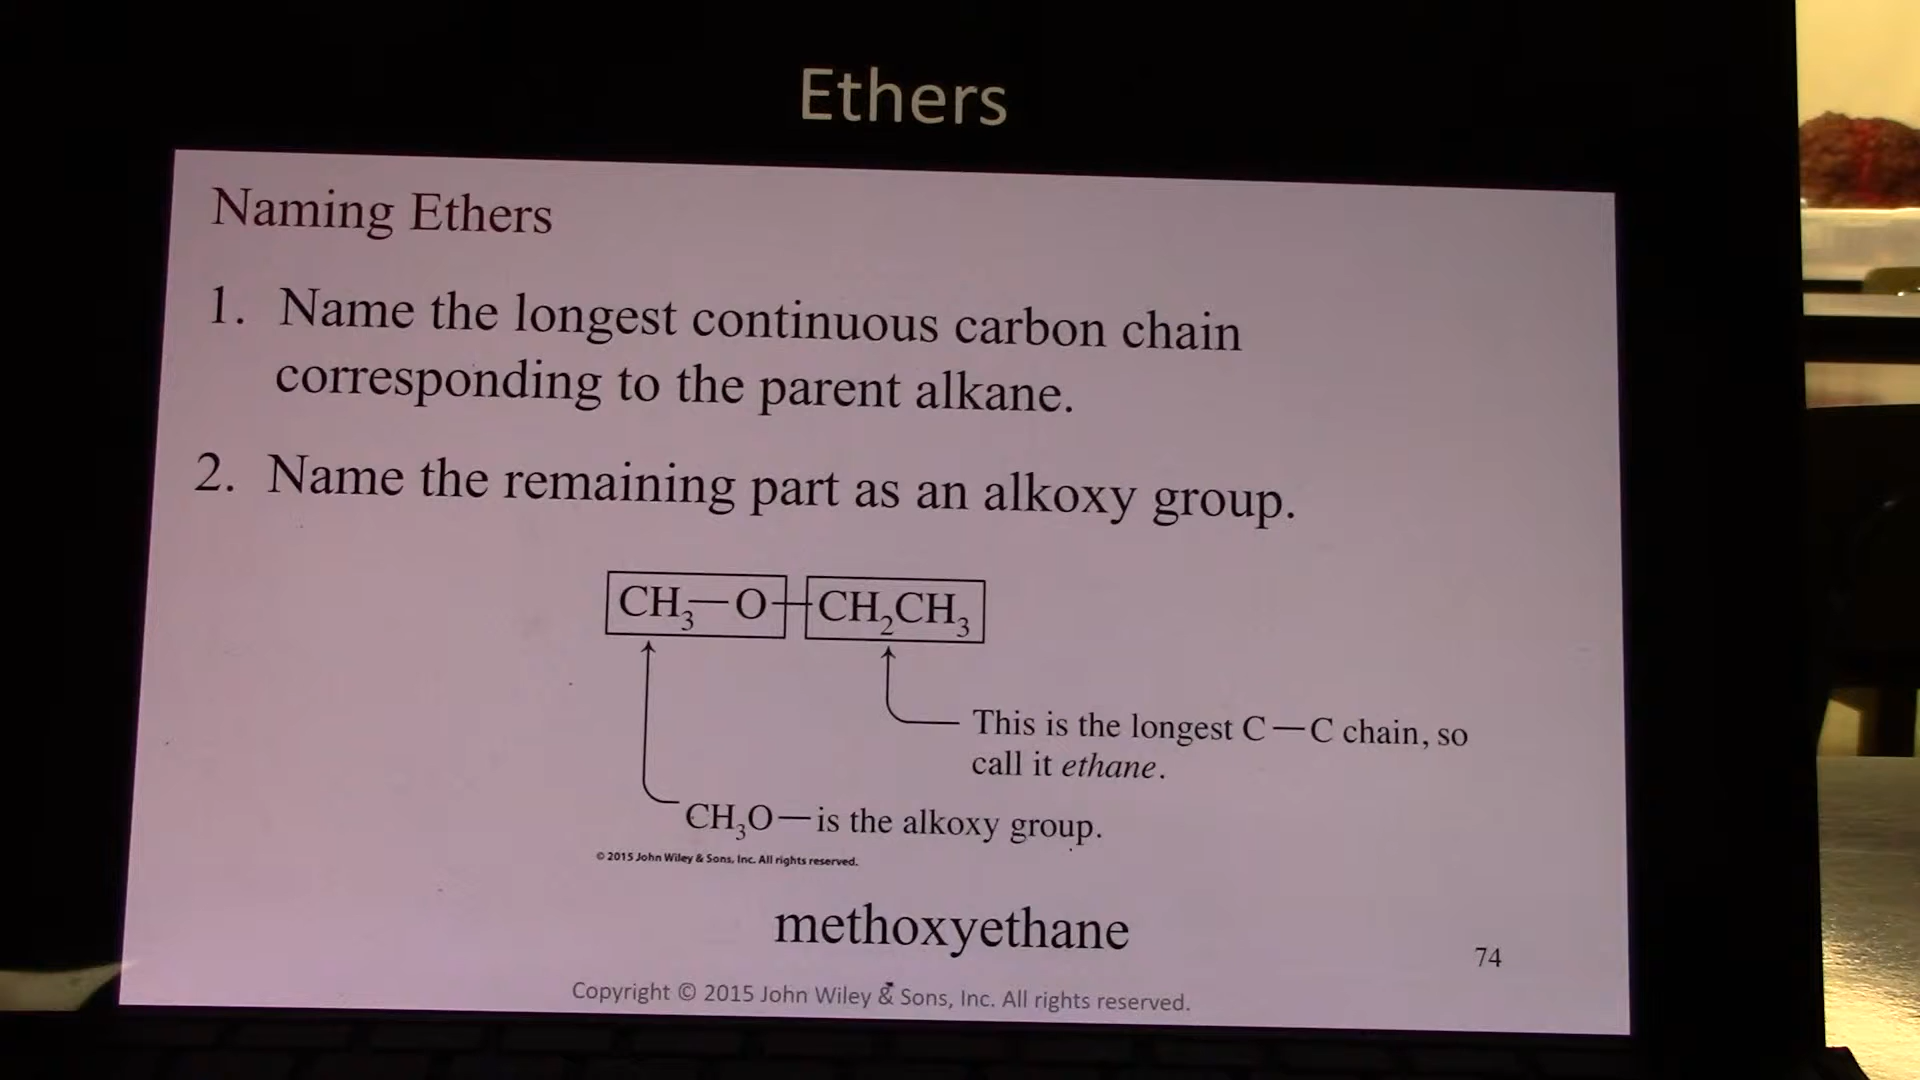 Ethers
Naming Ethers
1. Name the longest continuous carbon chain
corresponding to the parent alkane.
2. Name the remaining part as an alkoxy group.
CH₃—O—CH₂CH₃
This is the longest C—C chain, so
call it ethane.
CH₃O—is the alkoxy group.
© 2015 John Wiley & Sons, Inc. All rights reserved.
methoxyethane
74
Copyright © 2015 John Wiley & Sons, Inc. All rights reserved.